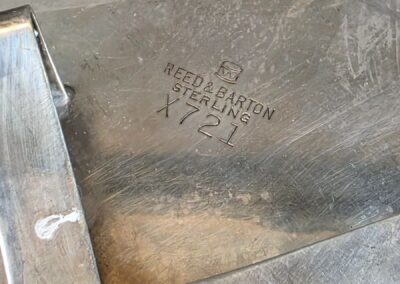 REED & BARTON
STERLING
X721